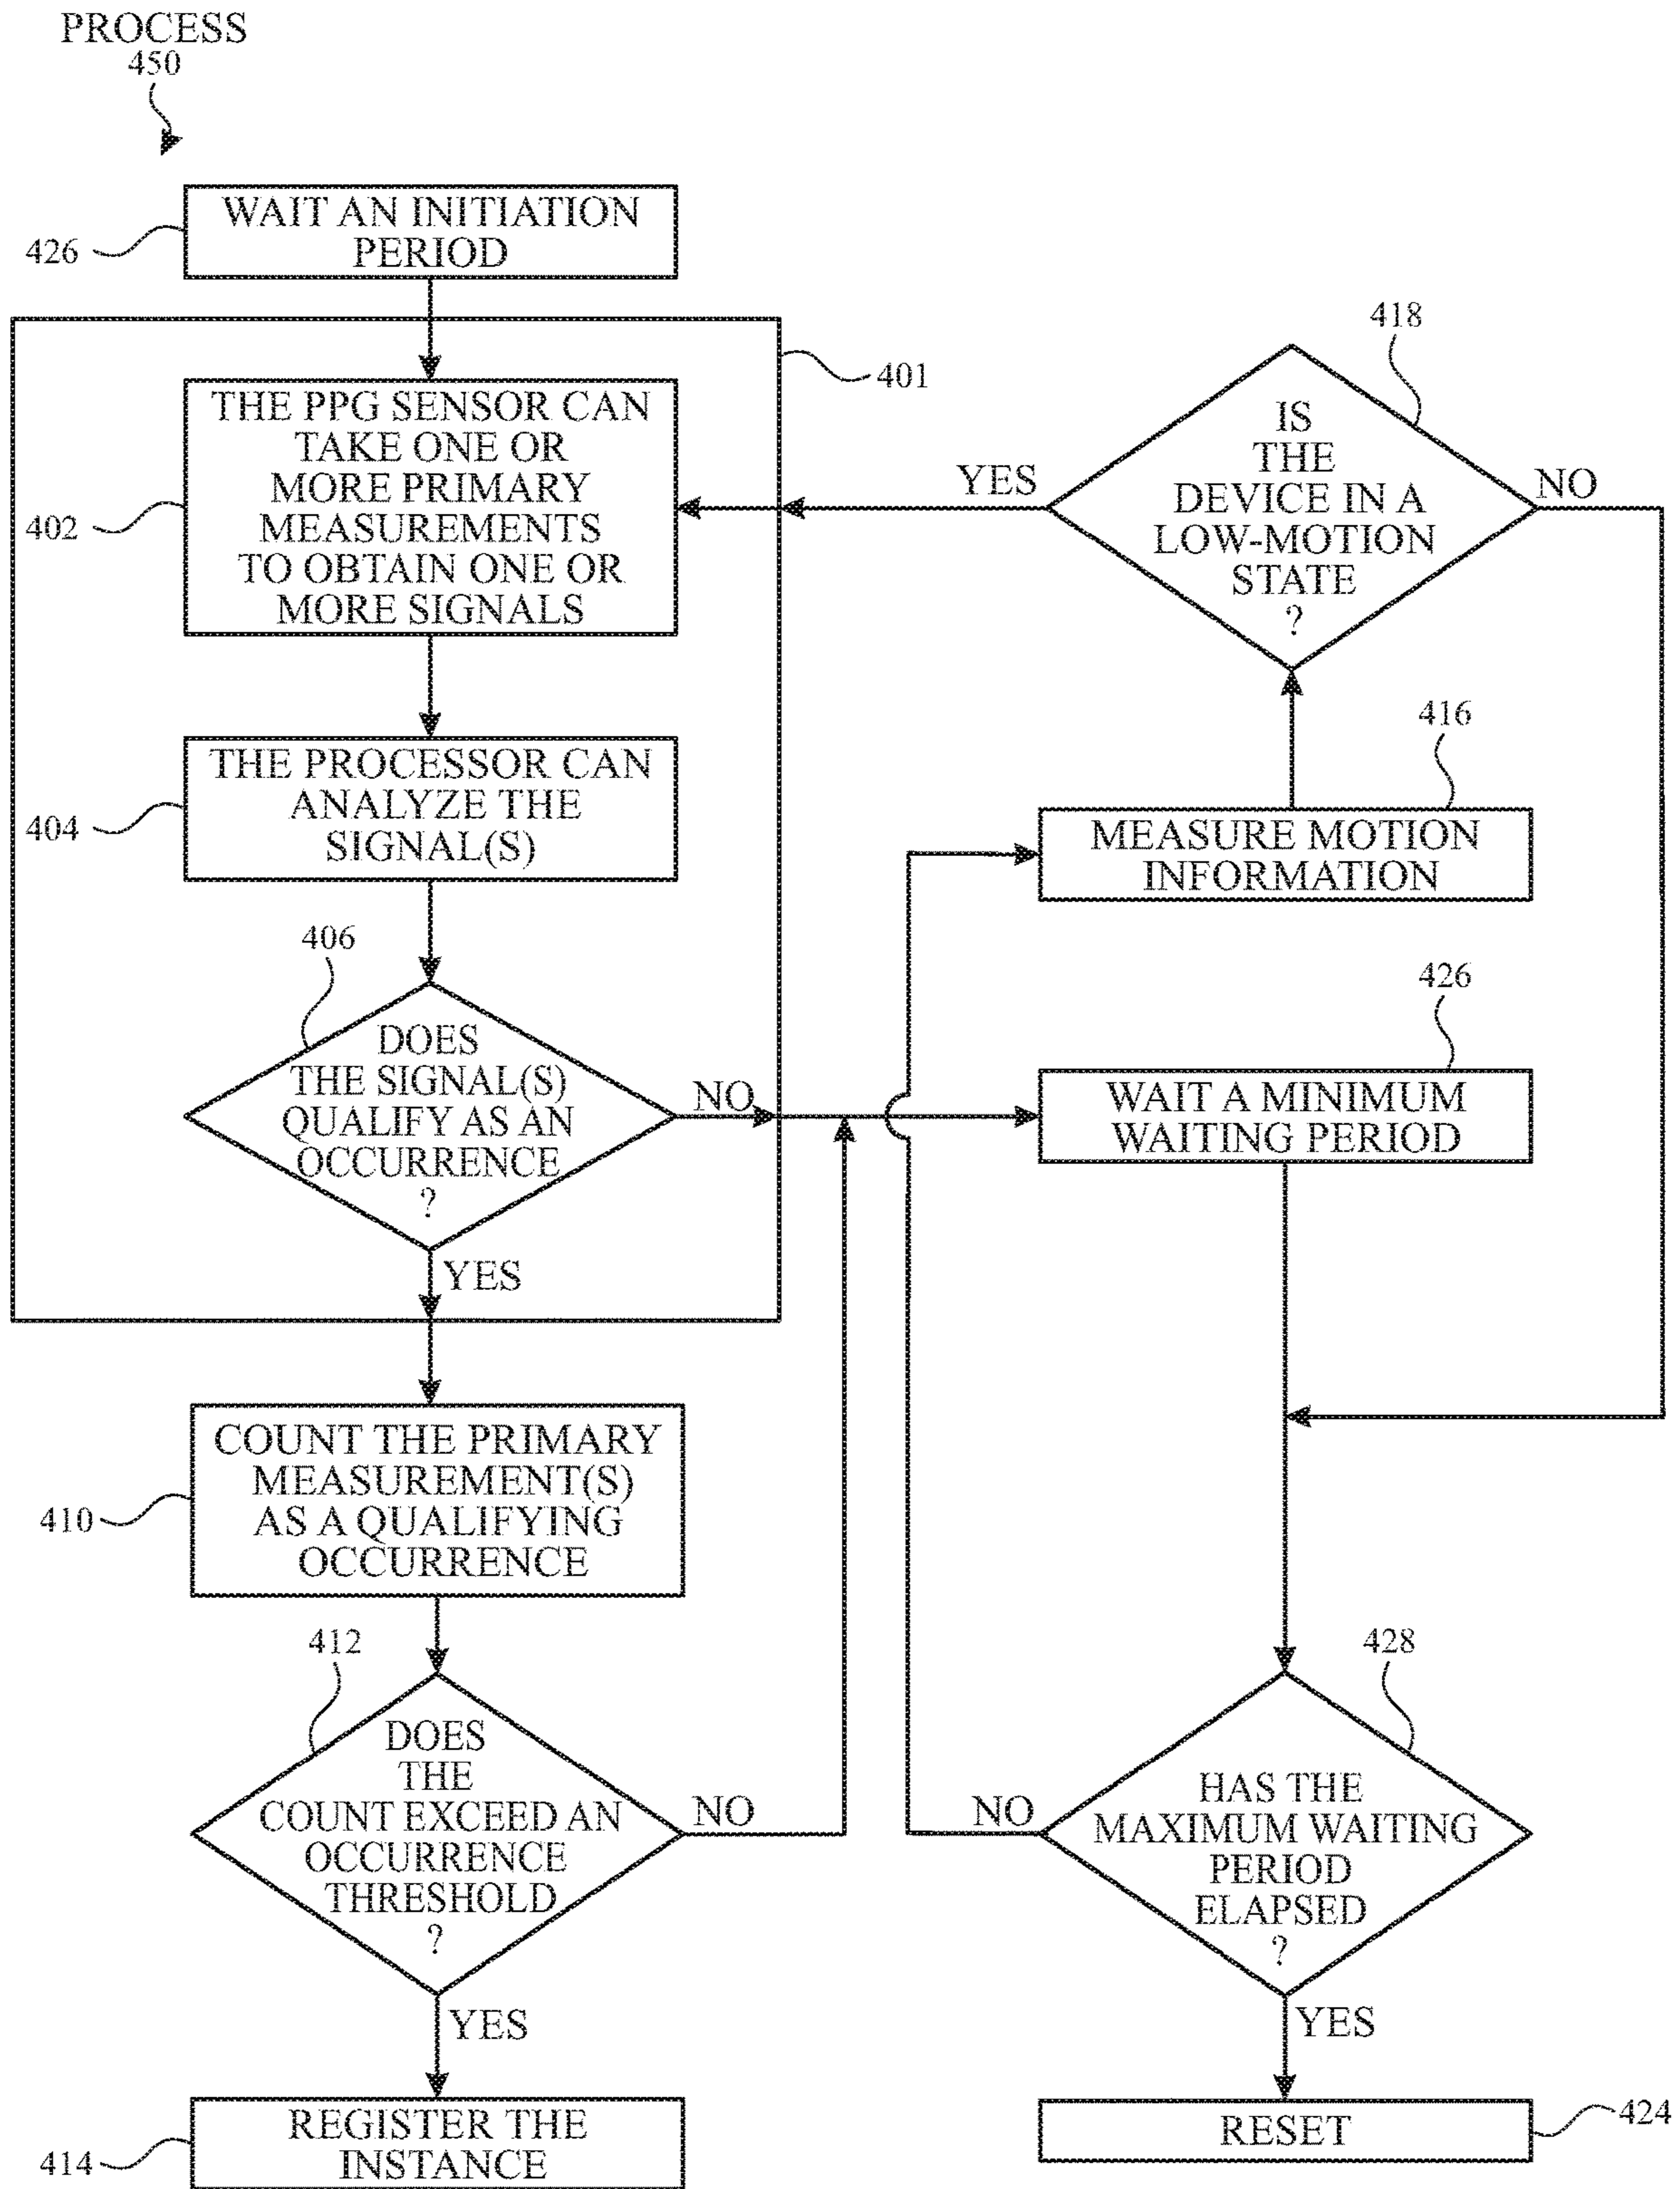 PROCESS
450
WAIT AN INITIATION
PERIOD
426
401
THE PPG SENSOR CAN
TAKE ONE OR
MORE PRIMARY
MEASUREMENTS
TO OBTAIN ONE OR
MORE SIGNALS
402
THE PROCESSOR CAN
ANALYZE THE
SIGNAL(S)
404
406
DOES
THE SIGNAL(S)
QUALIFY AS AN
OCCURRENCE
?
NO
YES
COUNT THE PRIMARY
MEASUREMENT(S)
AS A QUALIFYING
OCCURRENCE
410
412
DOES
THE
COUNT EXCEED AN
OCCURRENCE
THRESHOLD
?
NO
YES
REGISTER THE
INSTANCE
414
418
IS
THE
DEVICE IN A
LOW-MOTION
STATE
?
YES
NO
416
MEASURE MOTION
INFORMATION
426
WAIT A MINIMUM
WAITING PERIOD
428
HAS THE
MAXIMUM WAITING
PERIOD
ELAPSED
?
NO
YES
RESET
424